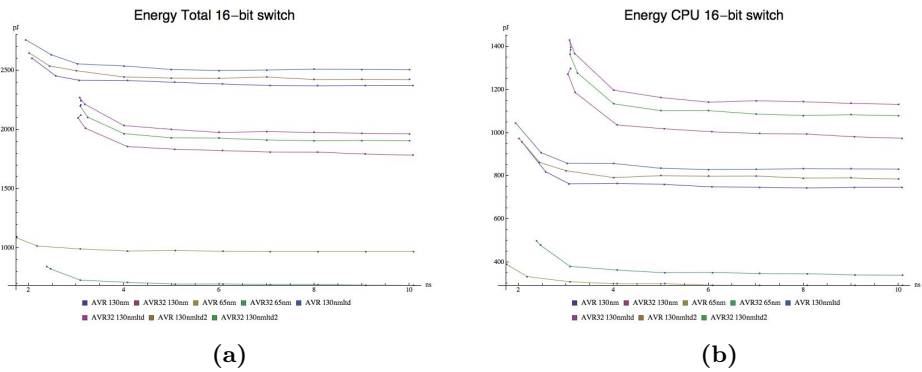 Energy Total 16-bit switch
pJ
2500
2000
1500
1000
2 4 6 8 10 ns
AVR 130nm AVR32 130nm AVR 65nm AVR32 65nm AVR 130nmltd
AVR32 130nmltd AVR 130nmltd2 AVR32 130nmltd2
(a)
Energy CPU 16-bit switch
pJ
1400
1200
1000
800
600
400
2 4 6 8 10 ns
AVR 130nm AVR32 130nm AVR 65nm AVR32 65nm AVR 130nmltd
AVR32 130nmltd AVR 130nmltd2 AVR32 130nmltd2
(b)